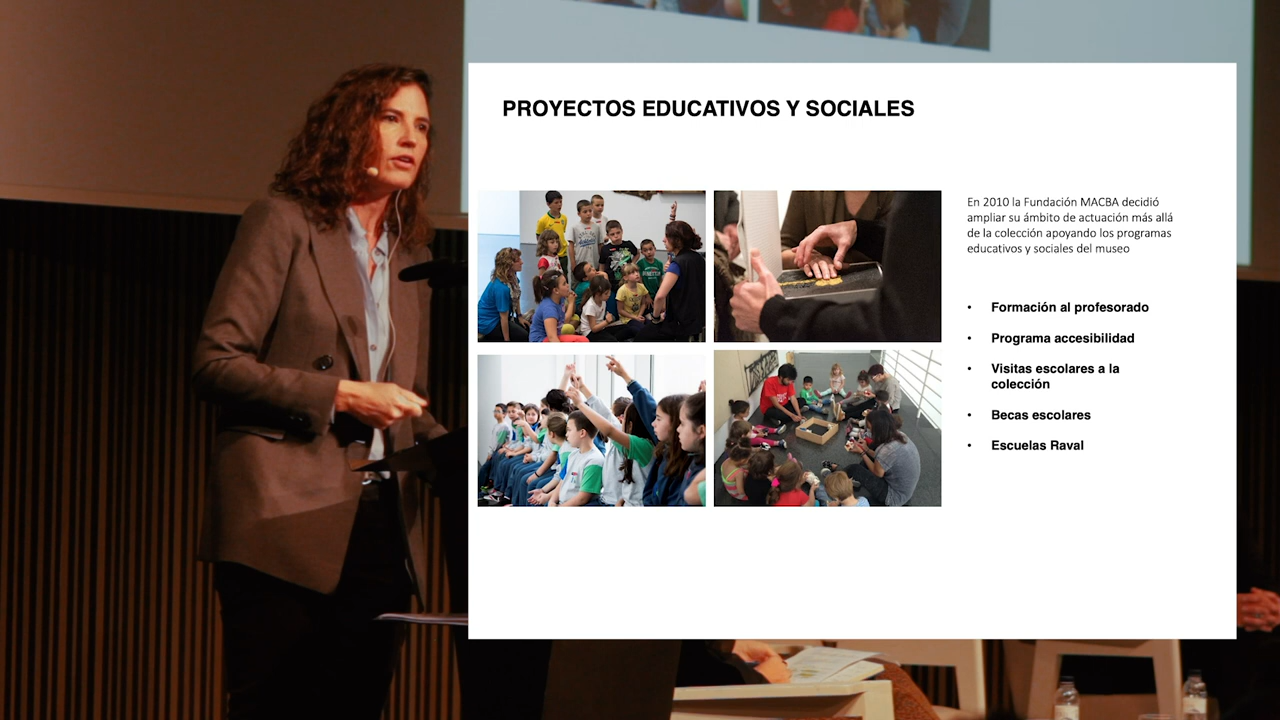 PROYECTOS EDUCATIVOS Y SOCIALES
En 2010 la Fundación MACBA decidió
ampliar su ámbito de actuación más allá
de la colección apoyando los programas
educativos y sociales del museo
• Formación al profesorado
• Programa accesibilidad
• Visitas escolares a la
colección
• Becas escolares
• Escuelas Raval